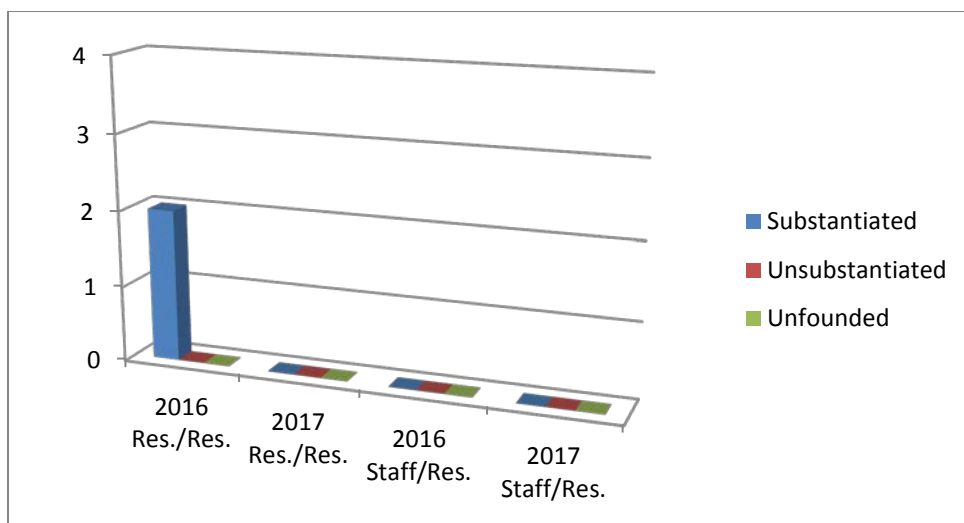 4
3
2
1
0
2016
Res./Res.
2017
Res./Res.
2016
Staff/Res.
2017
Staff/Res.
Substantiated
Unsubstantiated
Unfounded